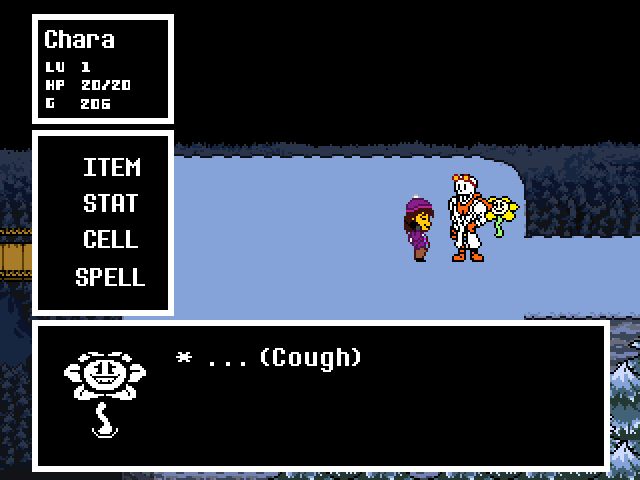 Chara
LV 1
HP 20/20
G 206
ITEM
STAT
CELL
SPELL
* ...(Cough)